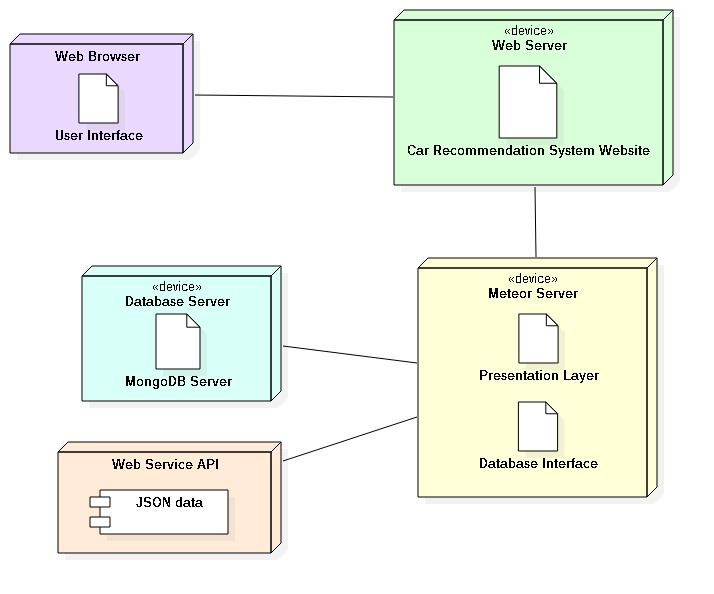 Web Browser
User Interface
«device»
Web Server
Car Recommendation System Website
«device»
Database Server
MongoDB Server
«device»
Meteor Server
Presentation Layer
Database Interface
Web Service API
JSON data